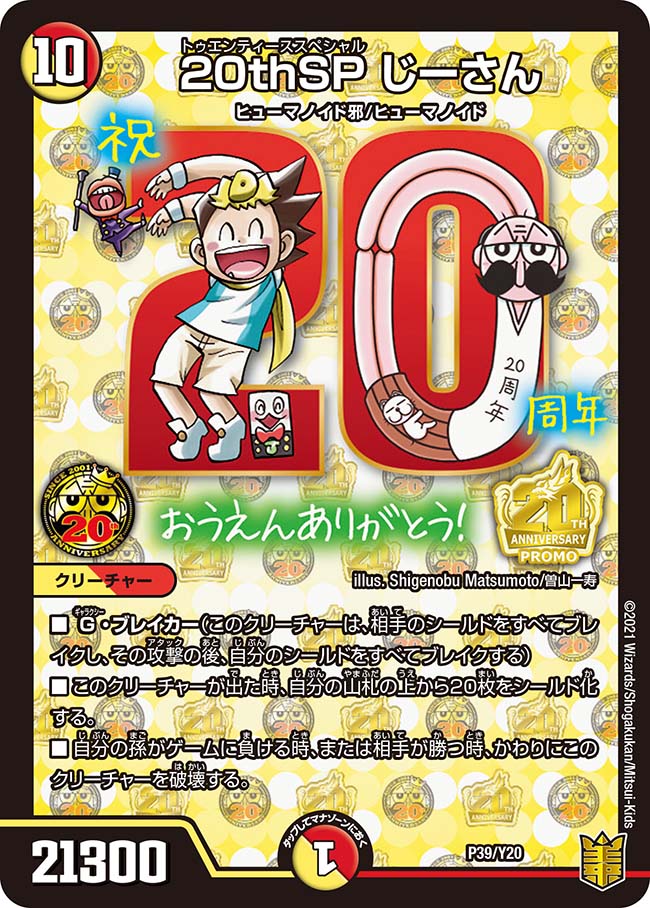 10
トゥエンティーススペシャル
20thSP じーさん
ヒューマノイド邪/ヒューマノイド
祝
20
20周年
周年
SINCE 2001
20th
ANNIVERSARY
おうえんありがとう!
20TH
ANNIVERSARY
PROMO
クリーチャー
illus. Shigenobu Matsumoto/曽山一寿
■G・ブレイカー(このクリーチャーは、相手のシールドをすべてブレ
イクし、その攻撃の後、自分のシールドをすべてブレイクする)
■このクリーチャーが出た時、自分の山札の上から20枚をシールド化
する。
■自分の孫がゲームに負ける時、または相手が勝つ時、かわりにこの
クリーチャーを破壊する。
©2021 Wizards/Shogakukan/Mitsui-Kids
タップしてマナゾーンにおく
1
21300
P39/Y20